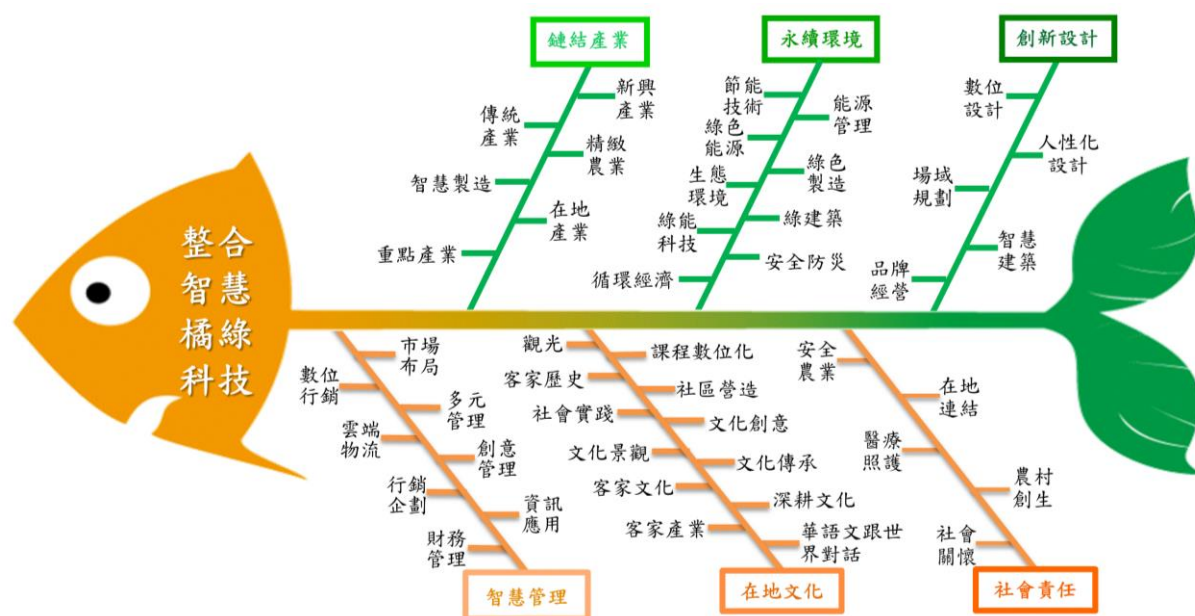 整合
智慧
橘綠
科技
鏈結產業
新興
產業
傳統
產業
精緻
農業
智慧製造
在地
產業
重點產業
永續環境
節能
技術
能源
管理
綠色
能源
綠色
製造
生態
環境
綠建築
綠能
科技
安全防災
循環經濟
創新設計
數位
設計
人性化
設計
場域
規劃
智慧
建築
品牌
經營
市場
布局
數位
行銷
多元
管理
雲端
物流
創意
管理
行銷
企劃
資訊
應用
財務
管理
智慧管理
觀光
課程數位化
客家歷史
社區營造
社會實踐
文化創意
文化景觀
文化傳承
客家文化
深耕文化
客家產業
華語文跟世
界對話
在地文化
安全
農業
在地
連結
醫療
照護
農村
創生
社會
關懷
社會責任